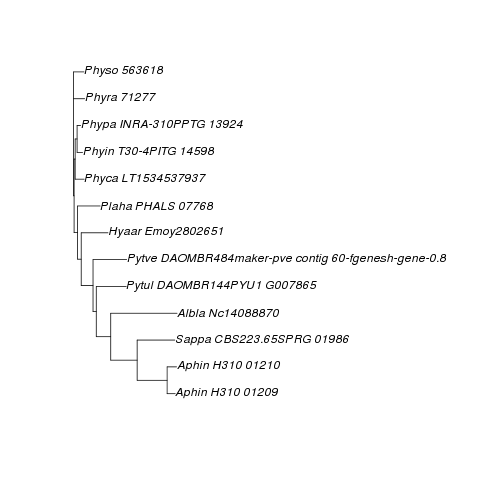 Physo 563618
Phyra 71277
Phypa INRA-310PPTG 13924
Phyin T30-4PITG 14598
Phyca LT1534537937
Plaha PHALS 07768
Hyaar Emoy2802651
Pytve DAOMBR484maker-pve contig 60-fgenesh-gene-0.8
Pytul DAOMBR144PYU1 G007865
Albla Nc14088870
Sappa CBS223.65SPRG 01986
Aphin H310 01210
Aphin H310 01209